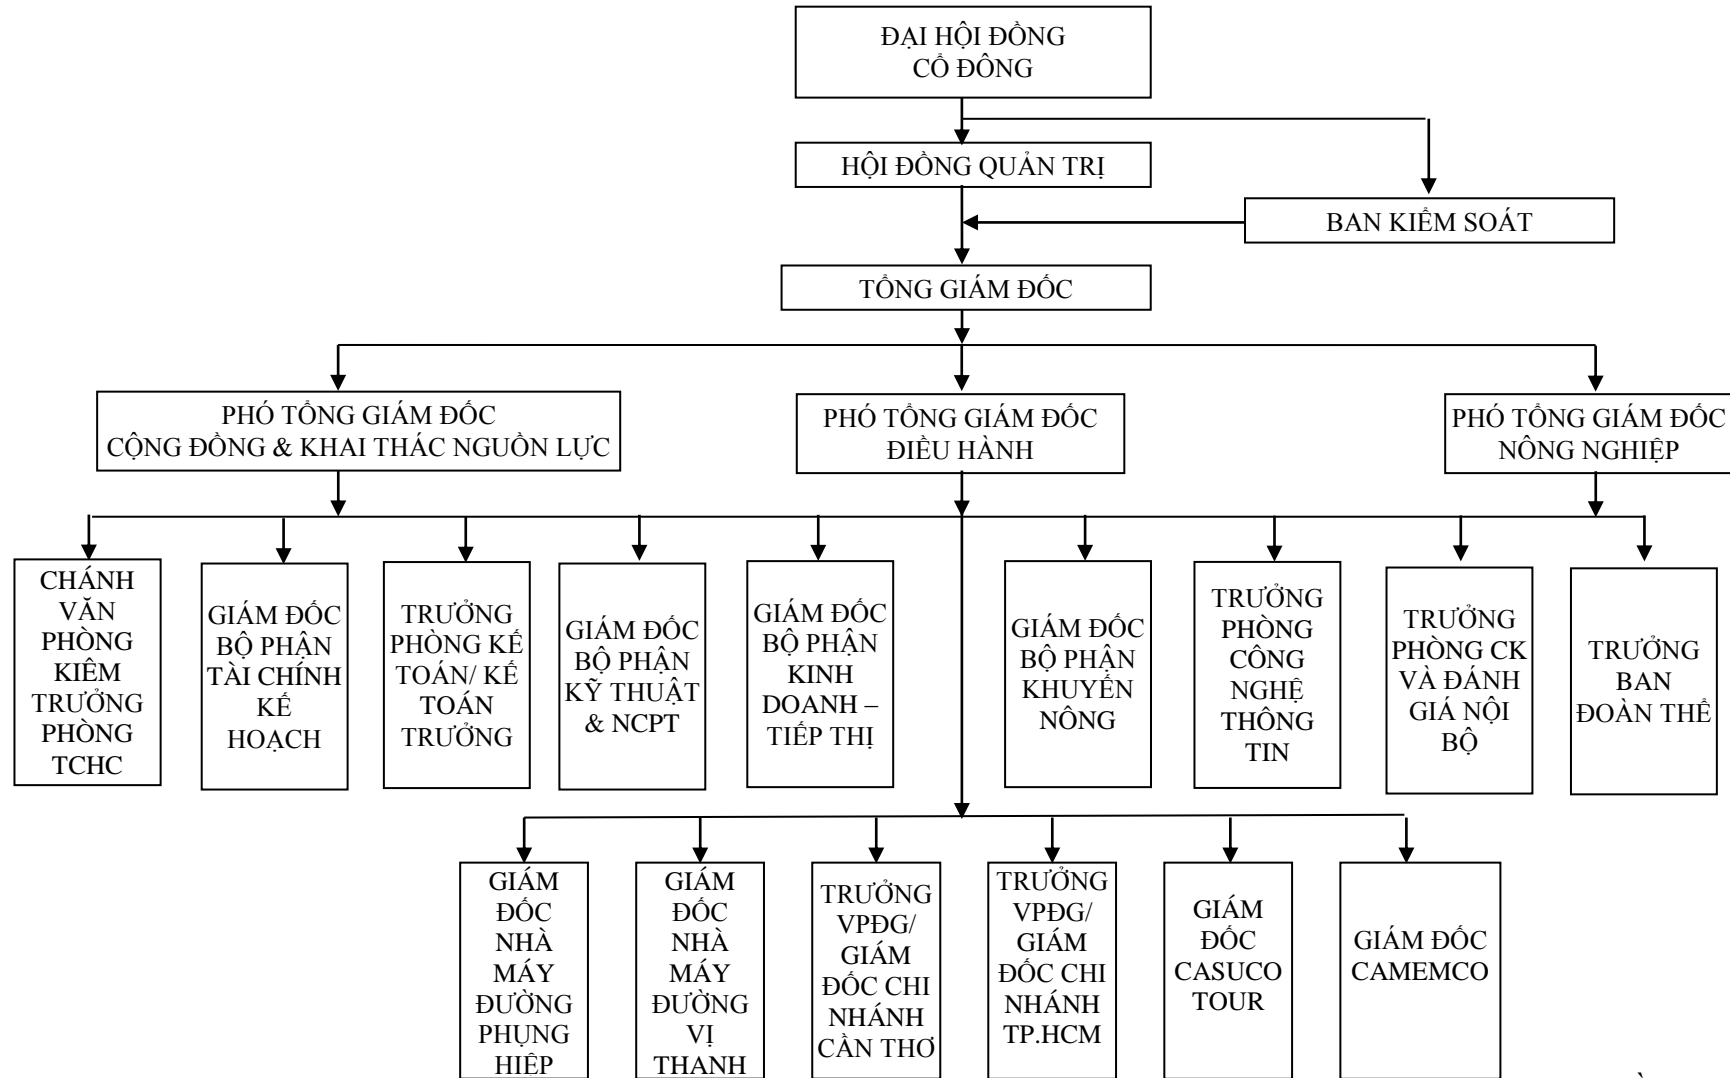 ĐẠI HỘI ĐỒNG
CỔ ĐÔNG
HỘI ĐỒNG QUẢN TRỊ
BAN KIỂM SOÁT
TỔNG GIÁM ĐỐC
PHÓ TỔNG GIÁM ĐỐC
CỘNG ĐỒNG & KHAI THÁC NGUỒN LỰC
PHÓ TỔNG GIÁM ĐỐC
ĐIỀU HÀNH
PHÓ TỔNG GIÁM ĐỐC
NÔNG NGHIỆP
CHÁNH
VĂN
PHÒNG
KIÊM
TRƯỞNG
PHÒNG
TCHC
GIÁM ĐỐC
BỘ PHẬN
TÀI CHÍNH
KẾ
HOẠCH
TRƯỞNG
PHÒNG KẾ
TOÁN/ KẾ
TOÁN
TRƯỞNG
GIÁM ĐỐC
BỘ PHẬN
KỸ THUẬT
& NCPT
GIÁM ĐỐC
BỘ PHẬN
KINH
DOANH –
TIẾP THỊ
GIÁM ĐỐC
BỘ PHẬN
KHUYẾN
NÔNG
TRƯỞNG
PHÒNG
CÔNG
NGHỆ
THÔNG
TIN
TRƯỞNG
PHÒNG CK
VÀ ĐÁNH
GIÁ NỘI
BỘ
TRƯỞNG
BAN
ĐOÀN THỂ
GIÁM
ĐỐC
NHÀ
MÁY
ĐƯỜNG
PHỤNG
HIỆP
GIÁM
ĐỐC
NHÀ
MÁY
ĐƯỜNG
VỊ
THANH
TRƯỞNG
VPĐG/
GIÁM
ĐỐC CHI
NHÁNH
CẦN THƠ
TRƯỞNG
VPĐG/
GIÁM
ĐỐC CHI
NHÁNH
TP.HCM
GIÁM
ĐỐC
CASUCO
TOUR
GIÁM ĐỐC
CAMEMCO